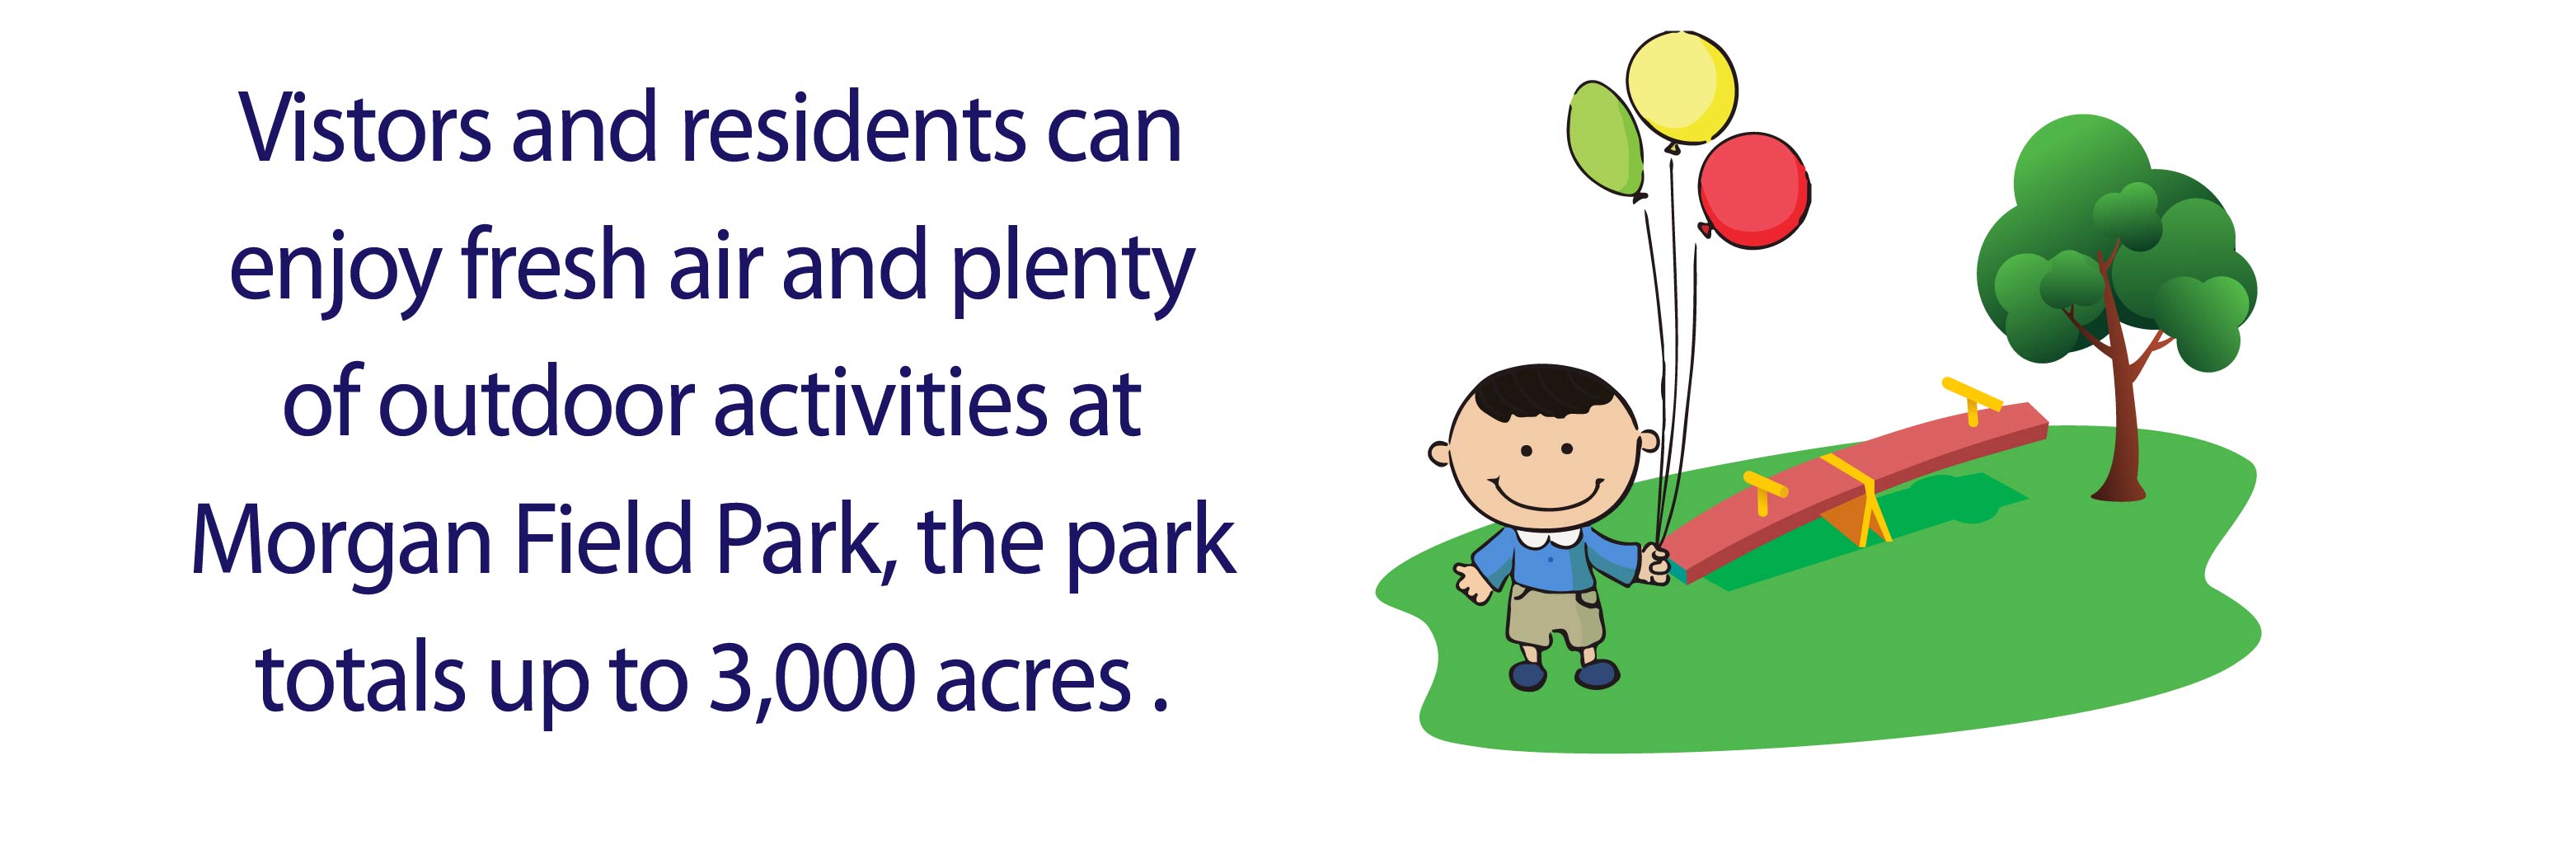 Vistors and residents can
enjoy fresh air and plenty
of outdoor activities at
Morgan Field Park, the park
totals up to 3,000 acres .